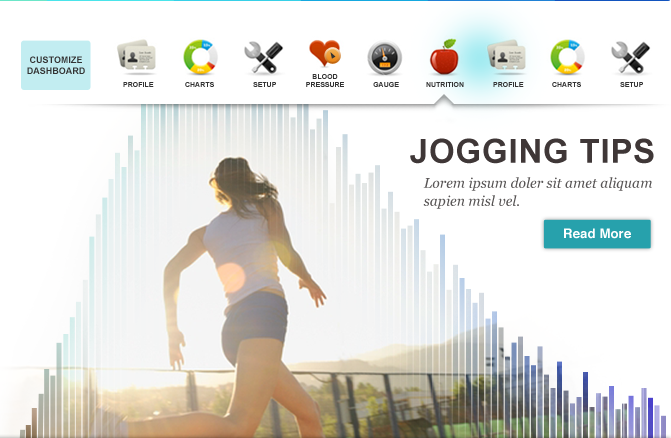 CUSTOMIZE
DASHBOARD
PROFILE
CHARTS
SETUP
BLOOD
PRESSURE
GAUGE
NUTRITION
PROFILE
CHARTS
SETUP
JOGGING TIPS
Lorem ipsum doler sit amet aliquam
sapien misl vel.
Read More